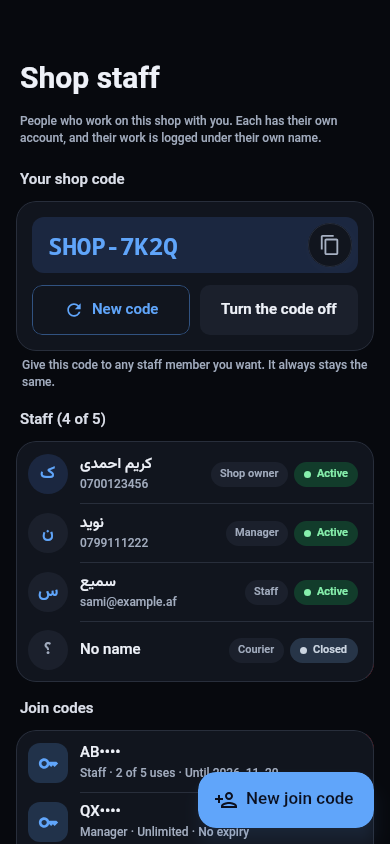 Shop staff
People who work on this shop with you. Each has their own
account, and their work is logged under their own name.
Your shop code
SHOP-7K2Q
New code
Turn the code off
Give this code to any staff member you want. It always stays the
same.
Staff (4 of 5)
ک
کریم احمدی
0700123456
Shop owner
Active
ن
نوید
0799111222
Manager
Active
س
سمیع
sami@example.af
Staff
Active
؟
No name
Courier
Closed
Join codes
AB••••
Staff · 2 of 5 uses · Until 2026-11-20
New join code
QX••••
Manager · Unlimited · No expiry